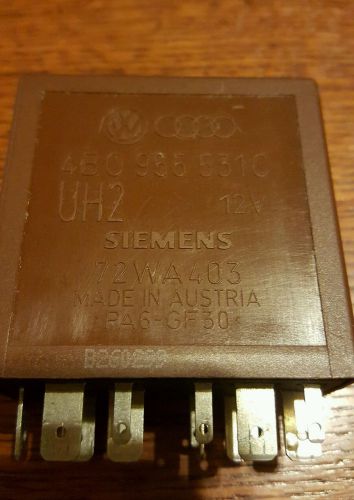 4B0 955 531C
UH2 12V
SIEMENS
72WA403
MADE IN AUSTRIA
PA6-GF30